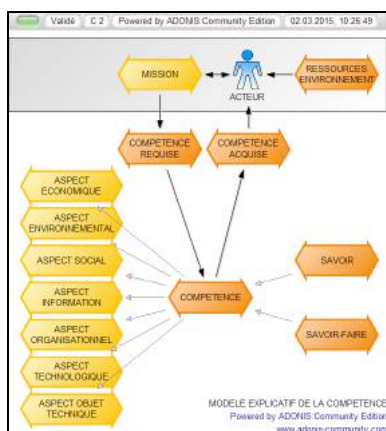 Validé C 2 Powered by ADONIS Community Edition 02.03.2015, 10:26:49
MISSION
ACTEUR
RESSOURCES
ENVIRONNEMENT
COMPETENCE
REQUISE
COMPETENCE
ACQUISE
ASPECT
ECONOMIQUE
ASPECT
ENVIRONNEMENTAL
ASPECT SOCIAL
ASPECT
INFORMATION
ASPECT
ORGANISATIONNEL
ASPECT
TECHNOLOGIQUE
ASPECT OBJET
TECHNIQUE
COMPETENCE
SAVOIR
SAVOIR-FAIRE
MODELE EXPLICATIF DE LA COMPETENCE
Powered by ADONIS:Community Edition
www.adonis-community.com